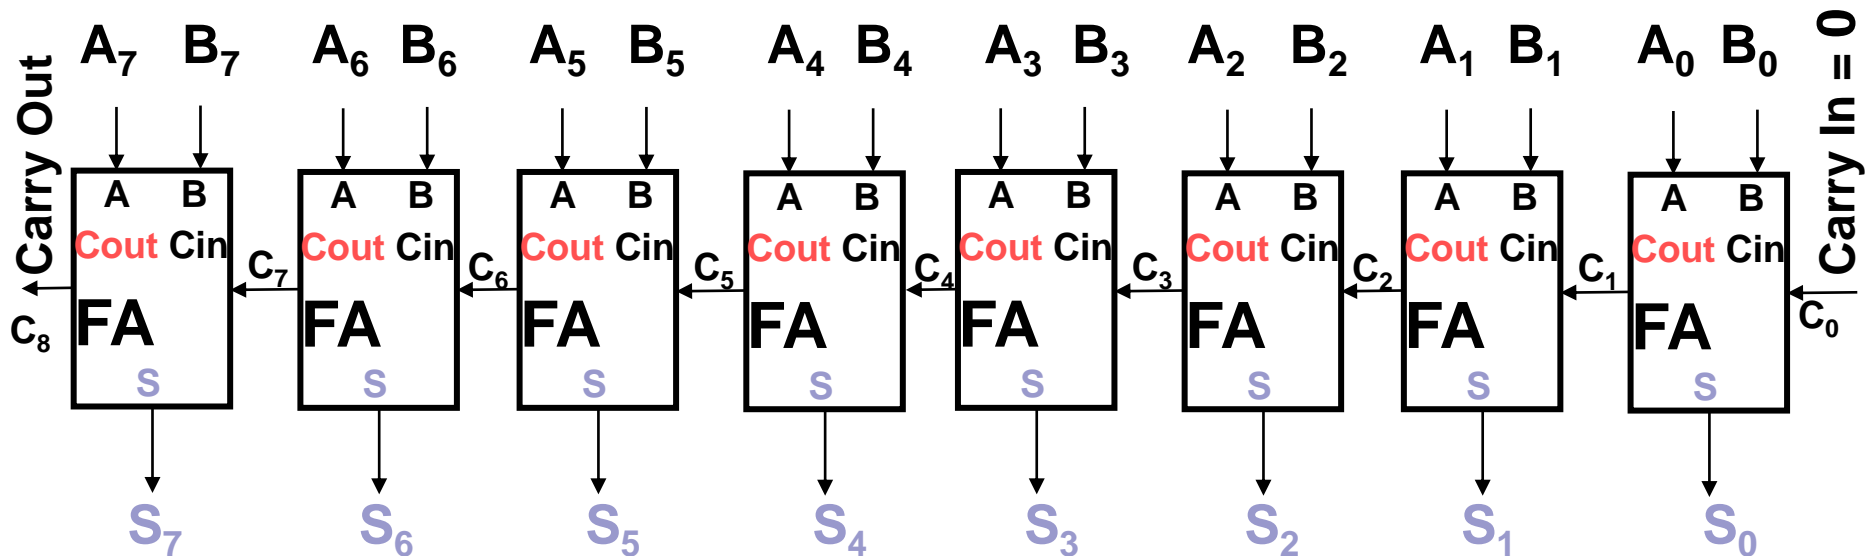 A7 B7 A6 B6 A5 B5 A4 B4 A3 B3 A2 B2 A1 B1 A0 B0
Carry Out
Carry In = 0
A B A B A B A B A B A B A B A B
Cout Cin Cout Cin Cout Cin Cout Cin Cout Cin Cout Cin Cout Cin Cout Cin
C8 C7 C6 C5 C4 C3 C2 C1 C0
FA FA FA FA FA FA FA FA
S S S S S S S S
S7 S6 S5 S4 S3 S2 S1 S0